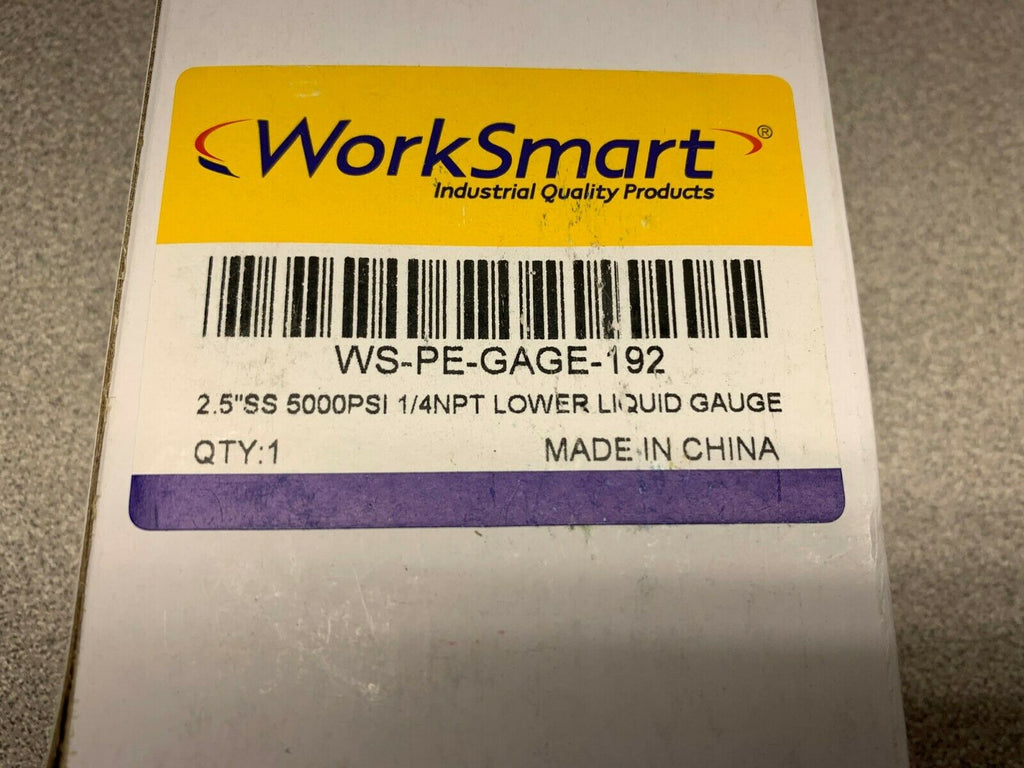 WorkSmart®
Industrial Quality Products
WS-PE-GAGE-192
2.5"SS 5000PSI 1/4NPT LOWER LIQUID GAUGE
QTY:1 MADE IN CHINA